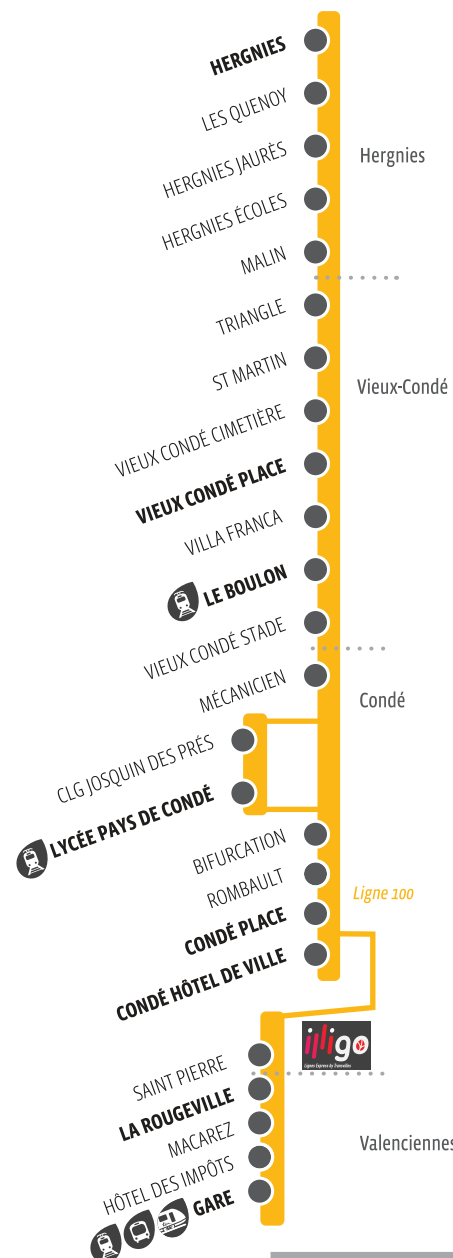 HERGNIES
LES QUENOY
HERGNIES JAURÈS
Hergnies
HERGNIES ÉCOLES
MALIN
TRIANGLE
ST MARTIN
Vieux-Condé
VIEUX CONDÉ CIMETIÈRE
VIEUX CONDÉ PLACE
VILLA FRANCA
LE BOULON
VIEUX CONDÉ STADE
MÉCANICIEN
Condé
CLG JOSQUIN DES PRÉS
LYCÉE PAYS DE CONDÉ
BIFURCATION
ROMBAULT
Ligne 100
CONDÉ PLACE
CONDÉ HÔTEL DE VILLE
illigo
Lignes Express by Transvilles
SAINT PIERRE
LA ROUGEVILLE
MACAREZ
Valenciennes
HÔTEL DES IMPÔTS
GARE